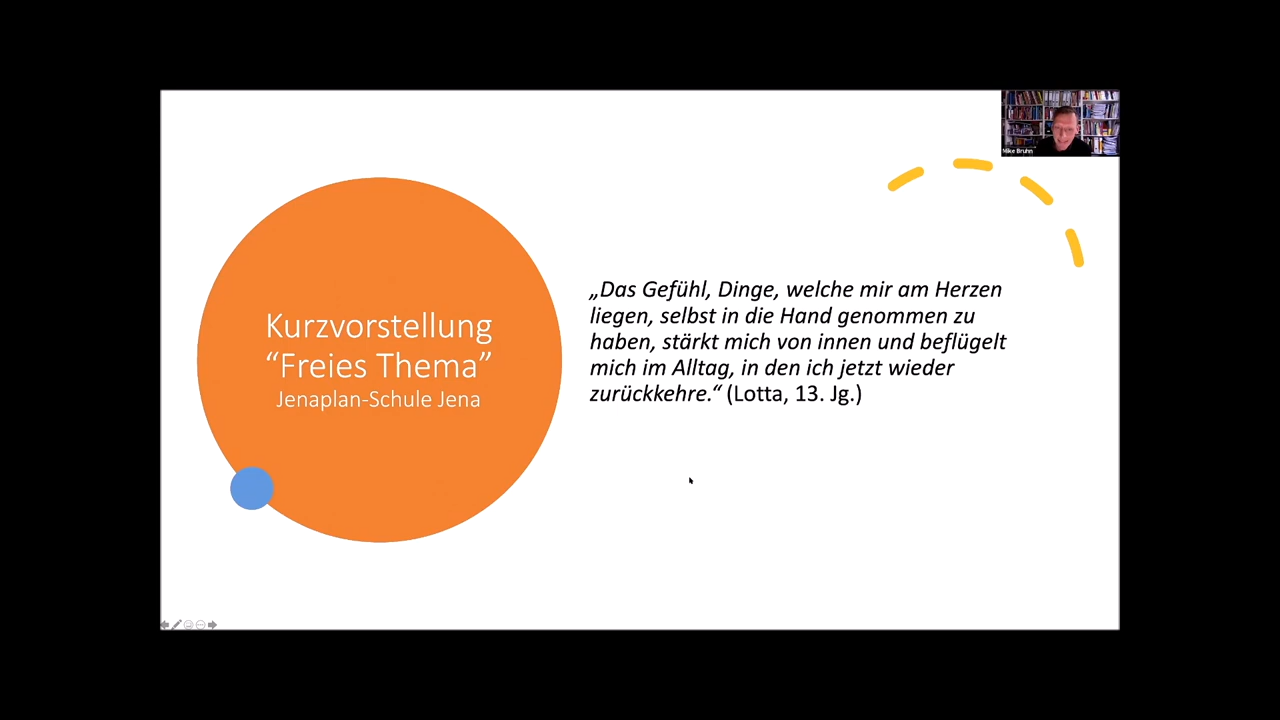 Mike Bruhn
Kurzvorstellung
“Freies Thema”
Jenaplan-Schule Jena
„Das Gefühl, Dinge, welche mir am Herzen
liegen, selbst in die Hand genommen zu
haben, stärkt mich von innen und beflügelt
mich im Alltag, in den ich jetzt wieder
zurückkehre.“ (Lotta, 13. Jg.)